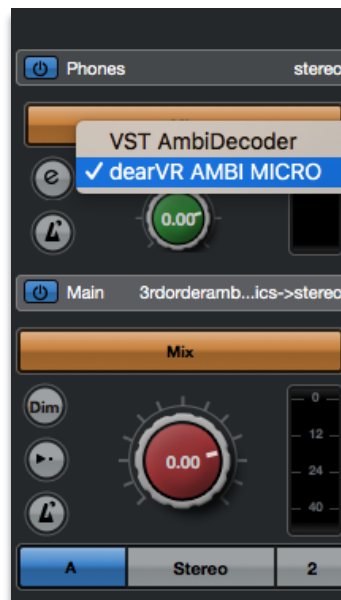 Phones stereo
VST AmbiDecoder
✓ dearVR AMBI MICRO
e
0.00
Main 3rdorderamb...ics->stereo
Mix
Dim
0.00
0
12
24
40
A Stereo 2